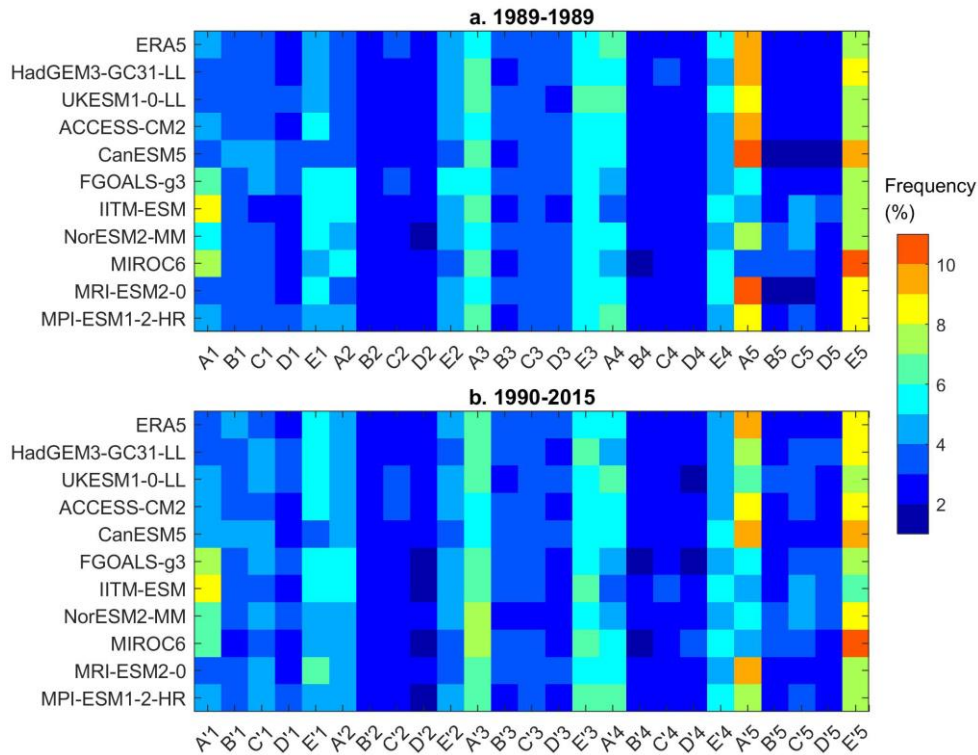 a. 1989-1989
ERA5
HadGEM3-GC31-LL
UKESM1-0-LL
ACCESS-CM2
CanESM5
FGOALS-g3
IITM-ESM
NorESM2-MM
MIROC6
MRI-ESM2-0
MPI-ESM1-2-HR
A1 B1 C1 D1 E1 A2 B2 C2 D2 E2 A3 B3 C3 D3 E3 A4 B4 C4 D4 E4 A5 B5 C5 D5 E5
Frequency
(%)
10
8
6
4
2
b. 1990-2015
ERA5
HadGEM3-GC31-LL
UKESM1-0-LL
ACCESS-CM2
CanESM5
FGOALS-g3
IITM-ESM
NorESM2-MM
MIROC6
MRI-ESM2-0
MPI-ESM1-2-HR
A'1 B'1 C'1 D'1 E'1 A'2 B'2 C'2 D'2 E'2 A'3 B'3 C'3 D'3 E'3 A'4 B'4 C'4 D'4 E'4 A'5 B'5 C'5 D'5 E'5